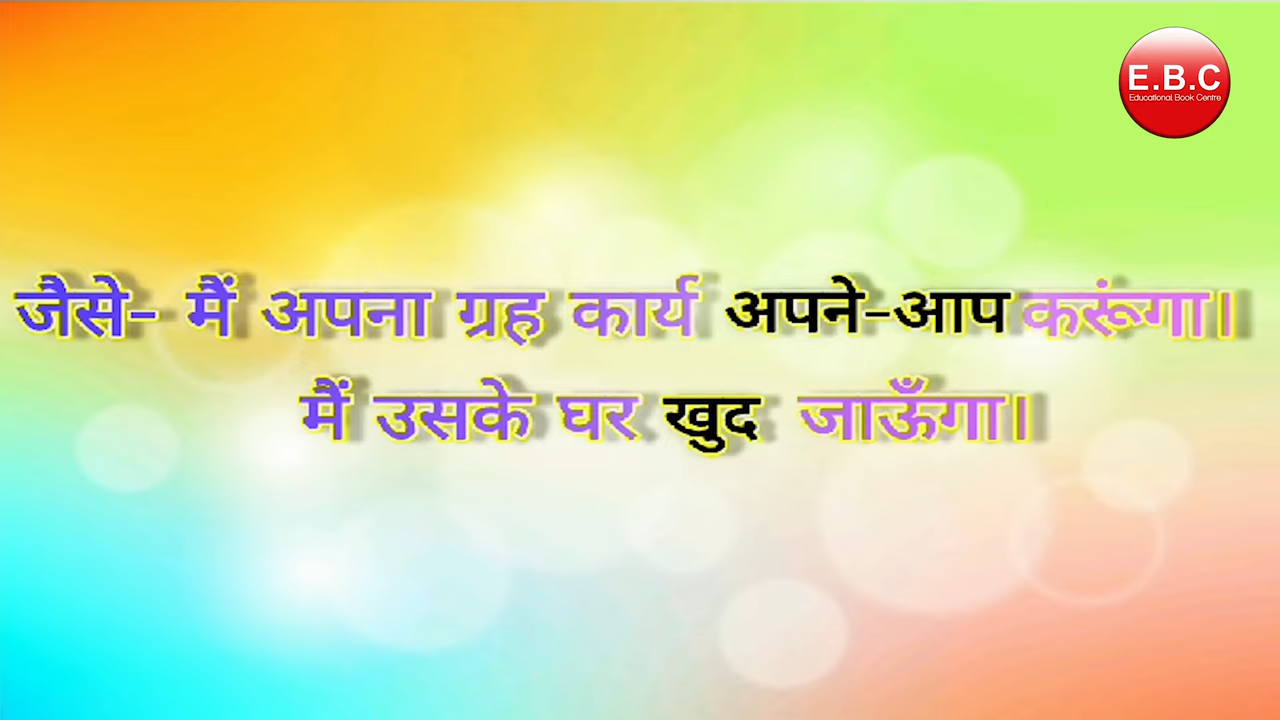 E.B.C
Educational Book Centre
जैसे- मैं अपना ग्रह कार्य अपने-आप करूंगा।
मैं उसके घर खुद जाऊँगा।